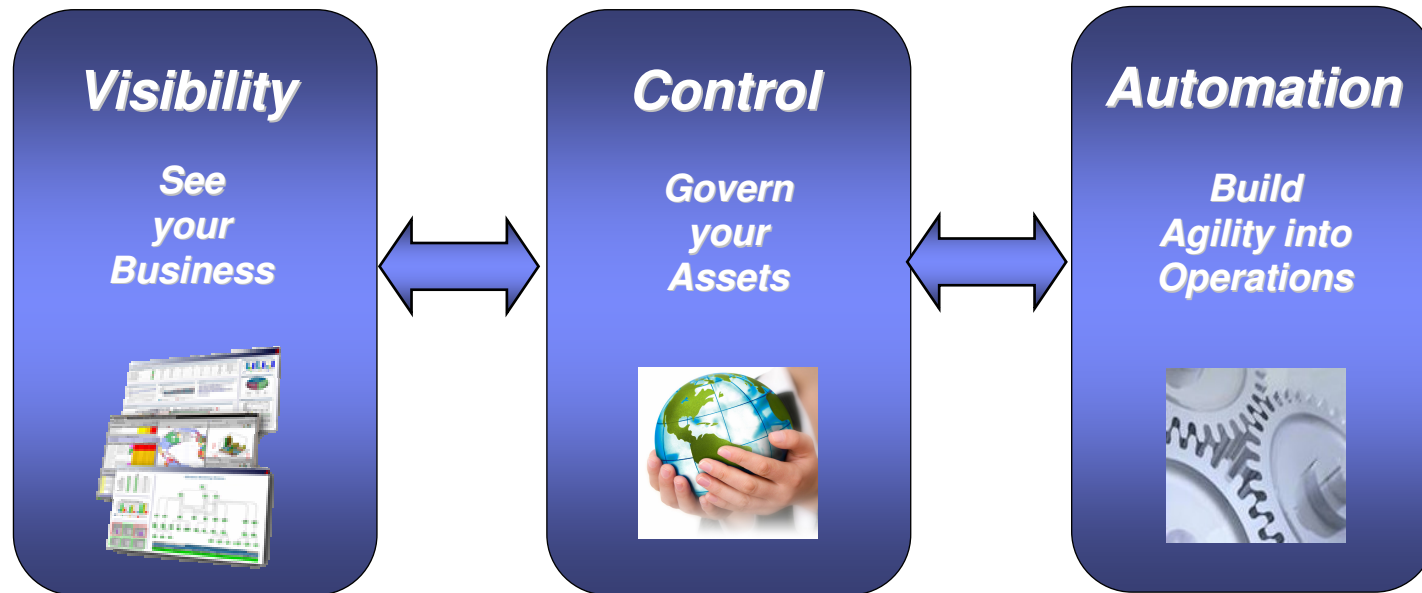 Visibility
See
your
Business
Control
Govern
your
Assets
Automation
Build
Agility into
Operations